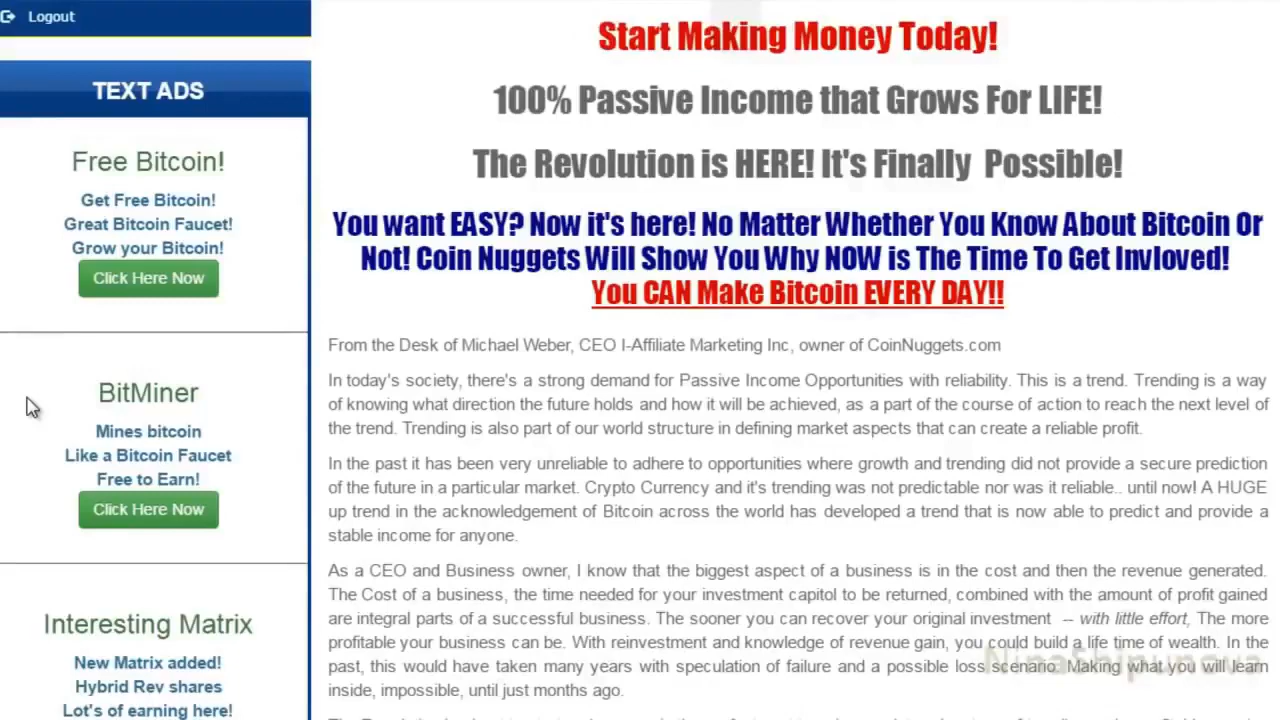 Logout
TEXT ADS
Free Bitcoin!
Get Free Bitcoin!
Great Bitcoin Faucet!
Grow your Bitcoin!
Click Here Now
BitMiner
Mines bitcoin
Like a Bitcoin Faucet
Free to Earn!
Click Here Now
Interesting Matrix
New Matrix added!
Hybrid Rev shares
Lot's of earning here!
Start Making Money Today!
100% Passive Income that Grows For LIFE!
The Revolution is HERE! It's Finally Possible!
You want EASY? Now it's here! No Matter Whether You Know About Bitcoin Or
Not! Coin Nuggets Will Show You Why NOW is The Time To Get Invloved!
You CAN Make Bitcoin EVERY DAY!!
From the Desk of Michael Weber, CEO I-Affiliate Marketing Inc, owner of CoinNuggets.com
In today's society, there's a strong demand for Passive Income Opportunities with reliability. This is a trend. Trending is a way
of knowing what direction the future holds and how it will be achieved, as a part of the course of action to reach the next level of
the trend. Trending is also part of our world structure in defining market aspects that can create a reliable profit.
In the past it has been very unreliable to adhere to opportunities where growth and trending did not provide a secure prediction
of the future in a particular market. Crypto Currency and it's trending was not predictable nor was it reliable.. until now! A HUGE
up trend in the acknowledgement of Bitcoin across the world has developed a trend that is now able to predict and provide a
stable income for anyone.
As a CEO and Business owner, I know that the biggest aspect of a business is in the cost and then the revenue generated.
The Cost of a business, the time needed for your investment capitol to be returned, combined with the amount of profit gained
are integral parts of a successful business. The sooner you can recover your original investment -- with little effort, The more
profitable your business can be. With reinvestment and knowledge of revenue gain, you could build a life time of wealth. In the
past, this would have taken many years with speculation of failure and a possible loss scenario. Making what you will learn
inside, impossible, until just months ago.
NinaShipunova